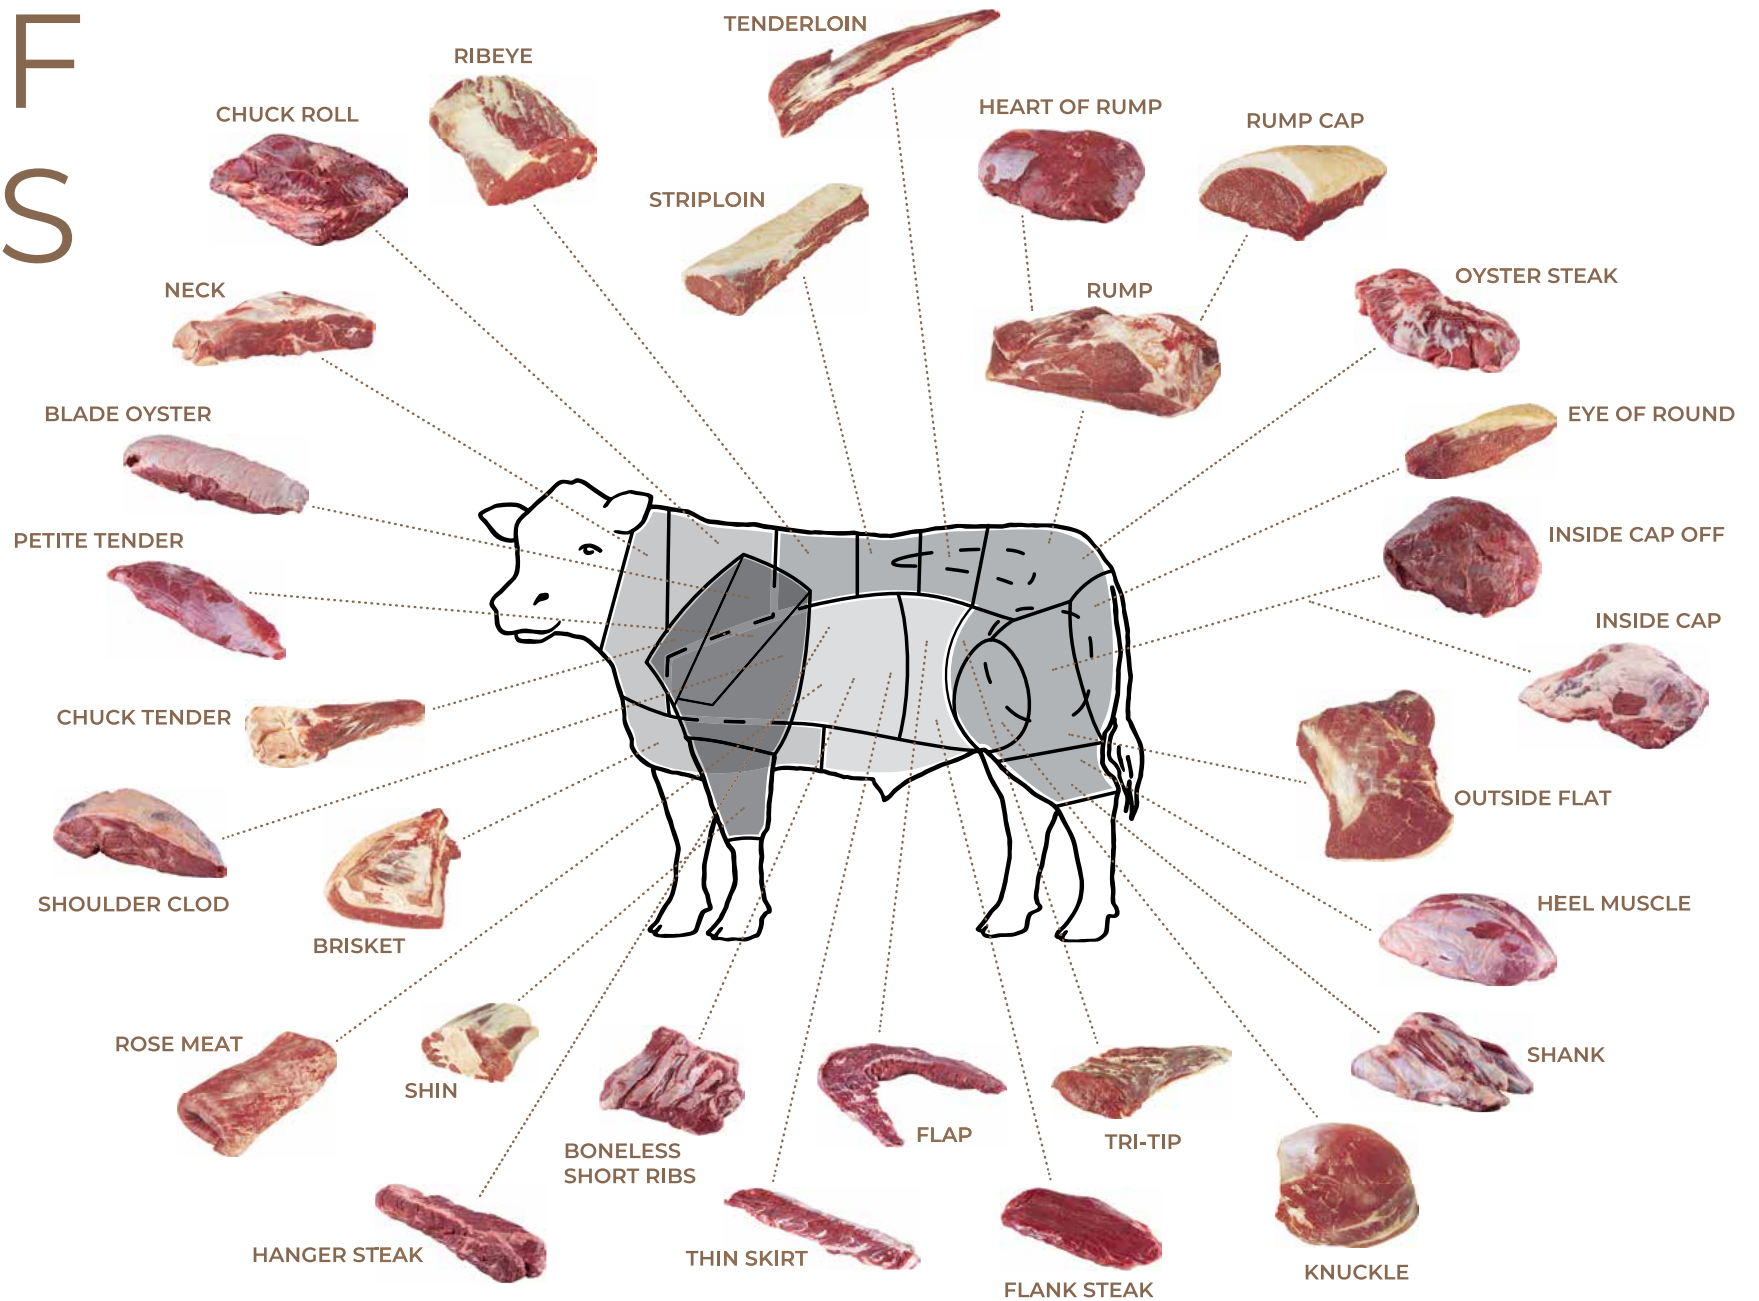 F
S
TENDERLOIN
RIBEYE
CHUCK ROLL
HEART OF RUMP
RUMP CAP
STRIPLOIN
NECK
RUMP
OYSTER STEAK
BLADE OYSTER
EYE OF ROUND
PETITE TENDER
INSIDE CAP OFF
INSIDE CAP
CHUCK TENDER
OUTSIDE FLAT
SHOULDER CLOD
BRISKET
HEEL MUSCLE
ROSE MEAT
SHIN
SHANK
BONELESS
SHORT RIBS
FLAP
TRI-TIP
HANGER STEAK
THIN SKIRT
FLANK STEAK
KNUCKLE